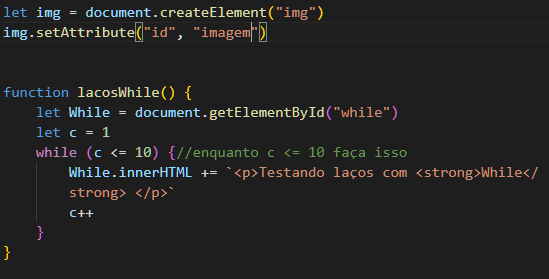 let img = document.createElement("img")
img.setAttribute("id", "imagem")
function lacosWhile() {
let While = document.getElementById("while")
let c = 1
while (c <= 10) {//enquanto c <= 10 faça isso
While.innerHTML += `<p>Testando laços com <strong>While</
strong> </p>`
c++
}
}